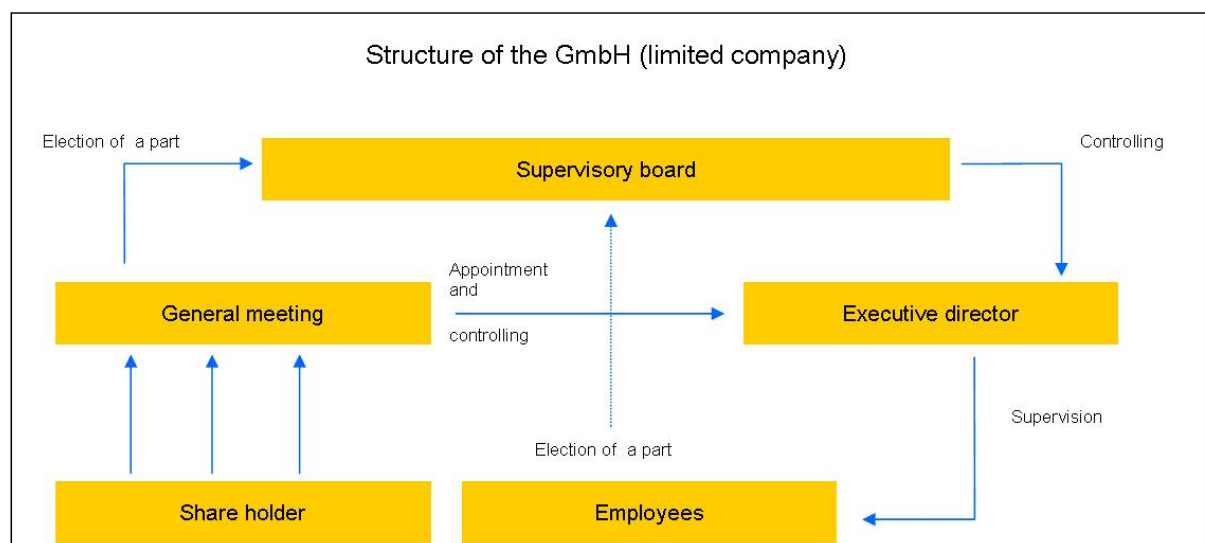 Structure of the GmbH (limited company)
Election of a part
Controlling
Supervisory board
Appointment
and
controlling
General meeting
Executive director
Supervision
Election of a part
Share holder
Employees